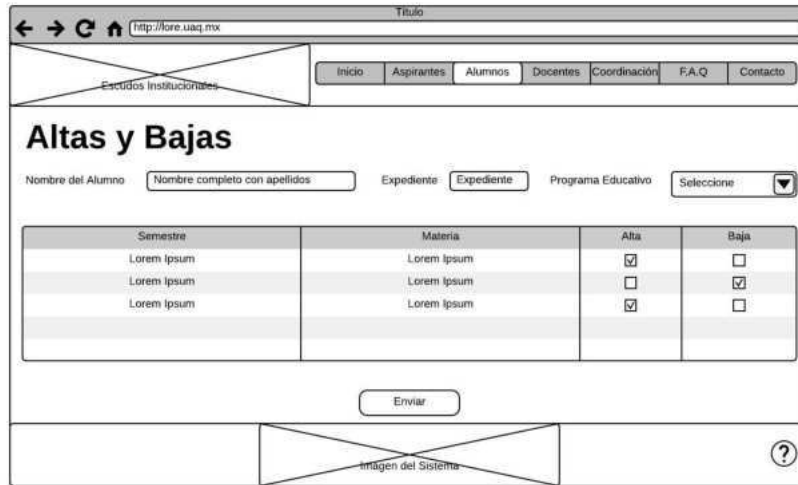 Título
http://lore.uaq.mx
Escudos Institucionales
Inicio Aspirantes Alumnos Docentes Coordinación F.A.Q Contacto
Altas y Bajas
Nombre del Alumno Nombre completo con apellidos Expediente Expediente Programa Educativo Seleccione
Semestre Materia Alta Baja
Lorem Ipsum Lorem Ipsum
Lorem Ipsum Lorem Ipsum
Lorem Ipsum Lorem Ipsum
Enviar
Imagen del Sistema
?